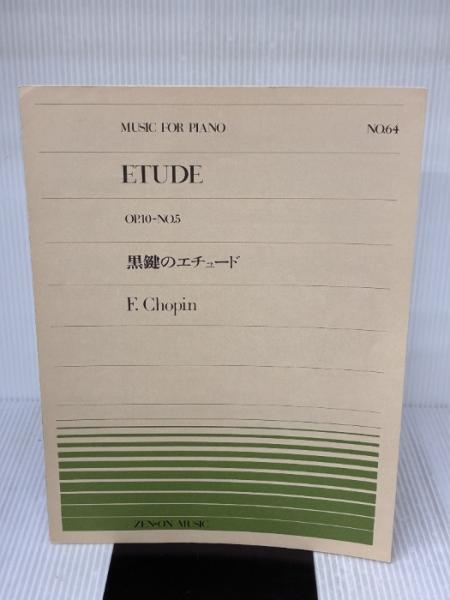 MUSIC FOR PIANO NO.64
ETUDE
OP.10-NO.5
黒鍵のエチュード
F. Chopin
ZEN-ON MUSIC